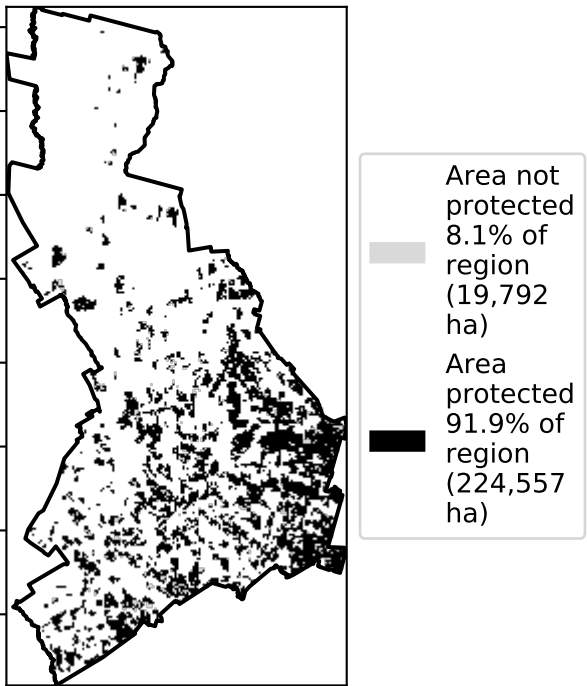 Area not
protected
8.1% of
region
(19,792
ha)
Area
protected
91.9% of
region
(224,557
ha)